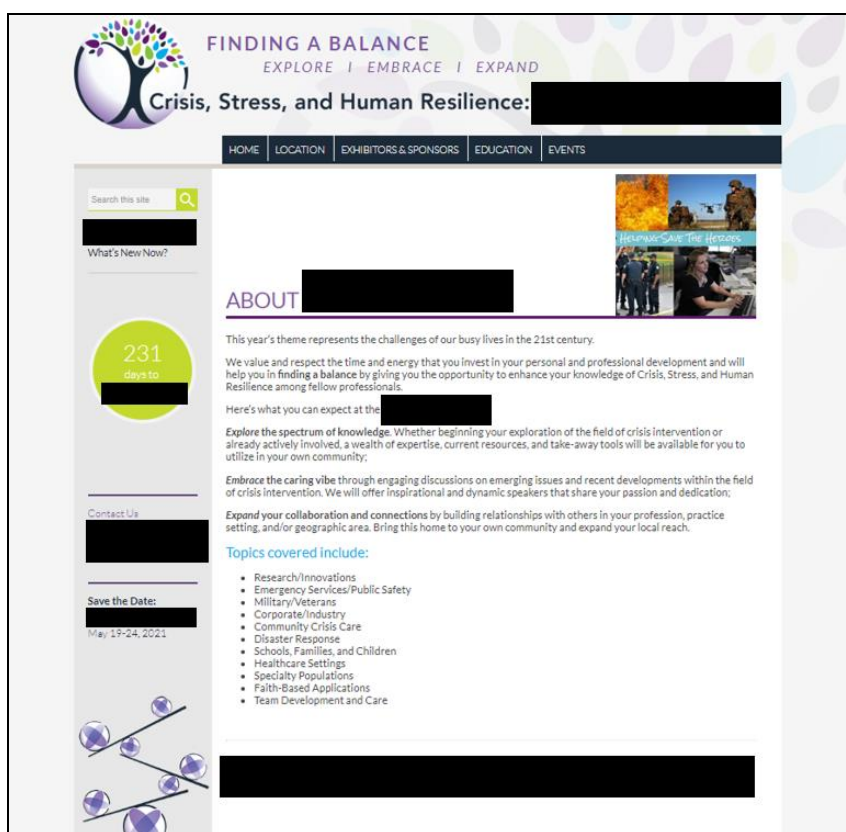 FINDING A BALANCE
EXPLORE | EMBRACE | EXPAND
Crisis, Stress, and Human Resilience:
HOME LOCATION EXHIBITORS & SPONSORS EDUCATION EVENTS
Search this site
What's New Now?
HELPING SAVE THE HEROES
ABOUT
231
days to
This year's theme represents the challenges of our busy lives in the 21st century.
We value and respect the time and energy that you invest in your personal and professional development and will
help you in finding a balance by giving you the opportunity to enhance your knowledge of Crisis, Stress, and Human
Resilience among fellow professionals.
Here's what you can expect at the
Explore the spectrum of knowledge. Whether beginning your exploration of the field of crisis intervention or
already actively involved, a wealth of expertise, current resources, and take-away tools will be available for you to
utilize in your own community;
Embrace the caring vibe through engaging discussions on emerging issues and recent developments within the field
of crisis intervention. We will offer inspirational and dynamic speakers that share your passion and dedication;
Expand your collaboration and connections by building relationships with others in your profession, practice
setting, and/or geographic area. Bring this home to your own community and expand your local reach.
Contact Us
Save the Date:
May 19-24, 2021
Topics covered include:
Research/Innovations
Emergency Services/Public Safety
Military/Veterans
Corporate/Industry
Community Crisis Care
Disaster Response
Schools, Families, and Children
Healthcare Settings
Specialty Populations
Faith-Based Applications
Team Development and Care